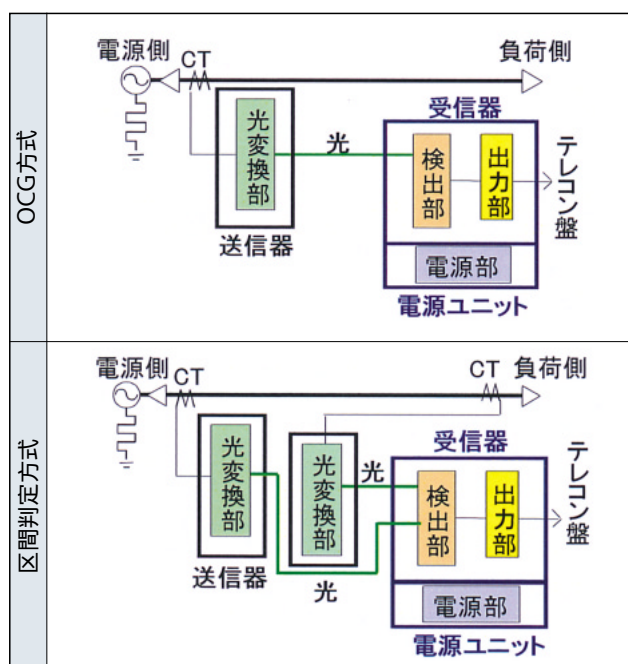 OCG方式
電源側
CT
負荷側
光変換部
光
送信器
受信器
検出部
出力部
テレコン盤
電源部
電源ユニット
区間判定方式
電源側
CT
CT
負荷側
光変換部
送信器
光変換部
光
光
受信器
検出部
出力部
テレコン盤
電源部
電源ユニット